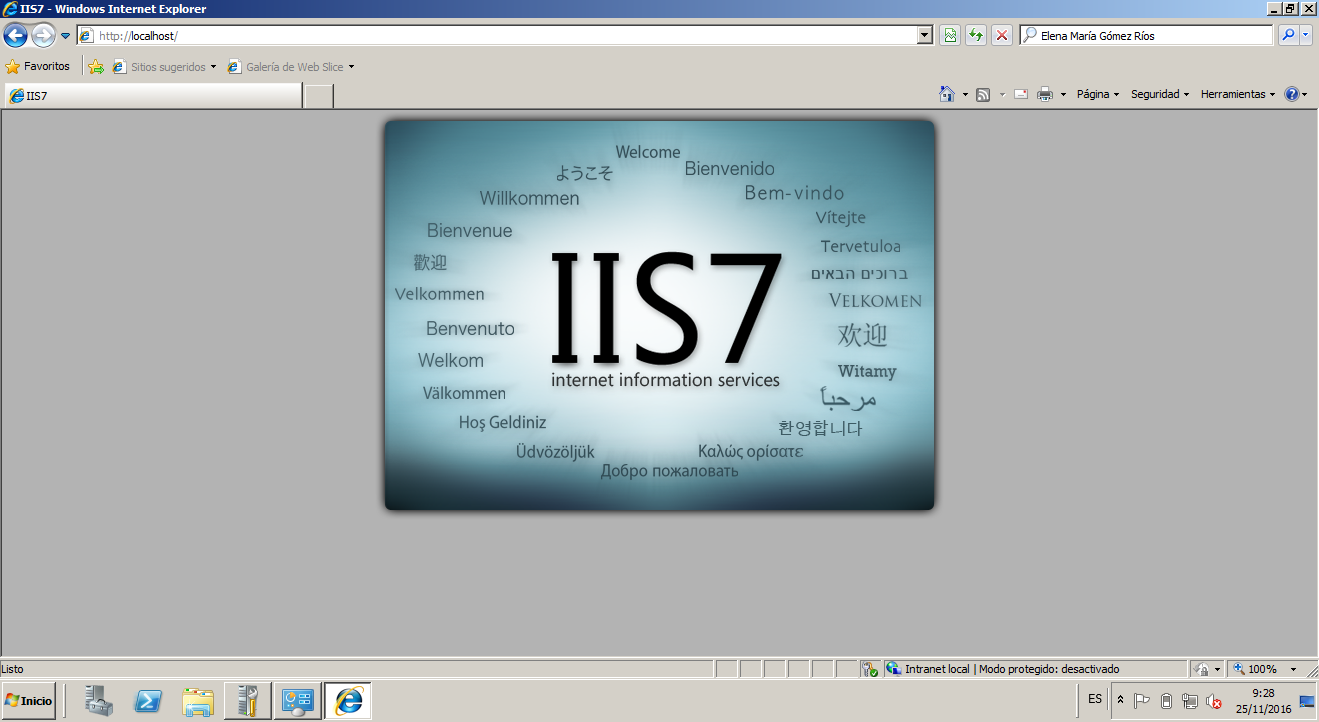 IIS7 - Windows Internet Explorer
http://localhost/
Elena María Gómez Ríos
Favoritos
Sitios sugeridos
Galería de Web Slice
IIS7
Página
Seguridad
Herramientas
Welcome
Bienvenido
ようこそ
Bem-vindo
Willkommen
Vítejte
Bienvenue
Tervetuloa
歡迎
ברוכים הבאים
Velkommen
VELKOMEN
IIS7
Benvenuto
欢迎
Welkom
Witamy
internet information services
Välkommen
مرحباً
Hoş Geldiniz
환영합니다
Üdvözöljük
Καλώς ορίσατε
Добро пожаловать
Listo
Intranet local | Modo protegido: desactivado
100%
Inicio
ES
9:28
25/11/2016